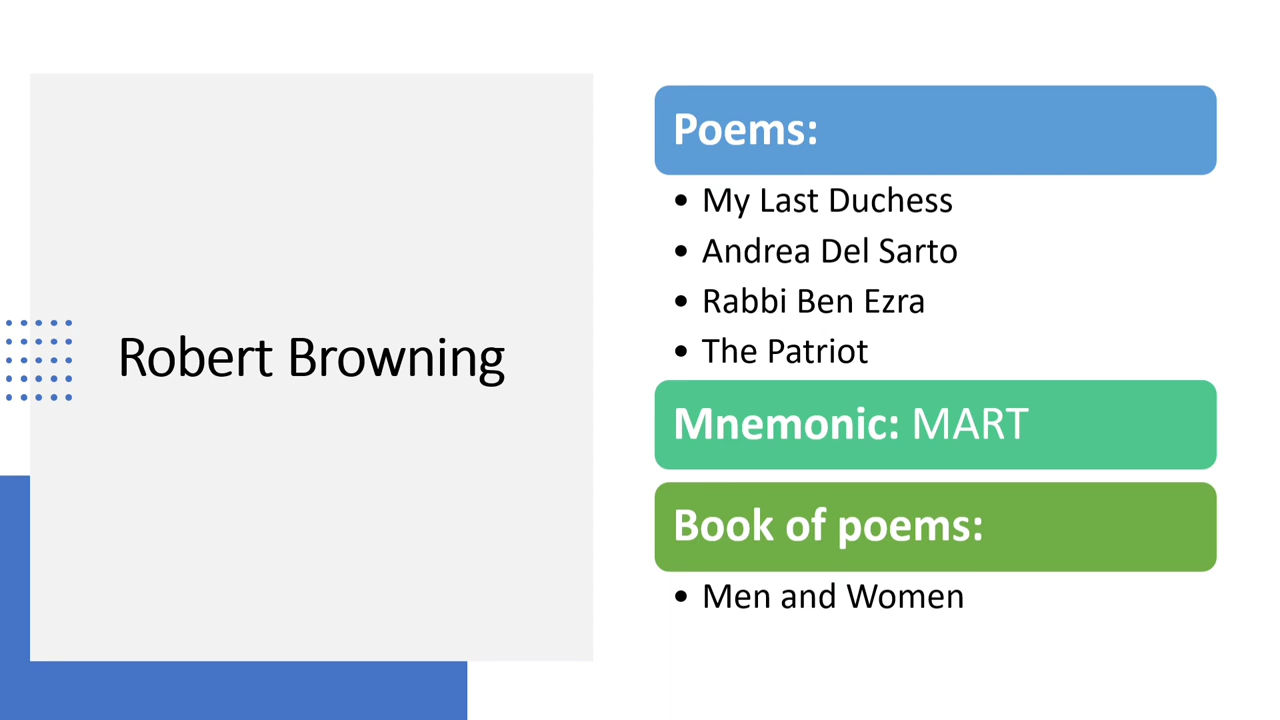 Robert Browning
Poems:
• My Last Duchess
• Andrea Del Sarto
• Rabbi Ben Ezra
• The Patriot
Mnemonic: MART
Book of poems:
• Men and Women